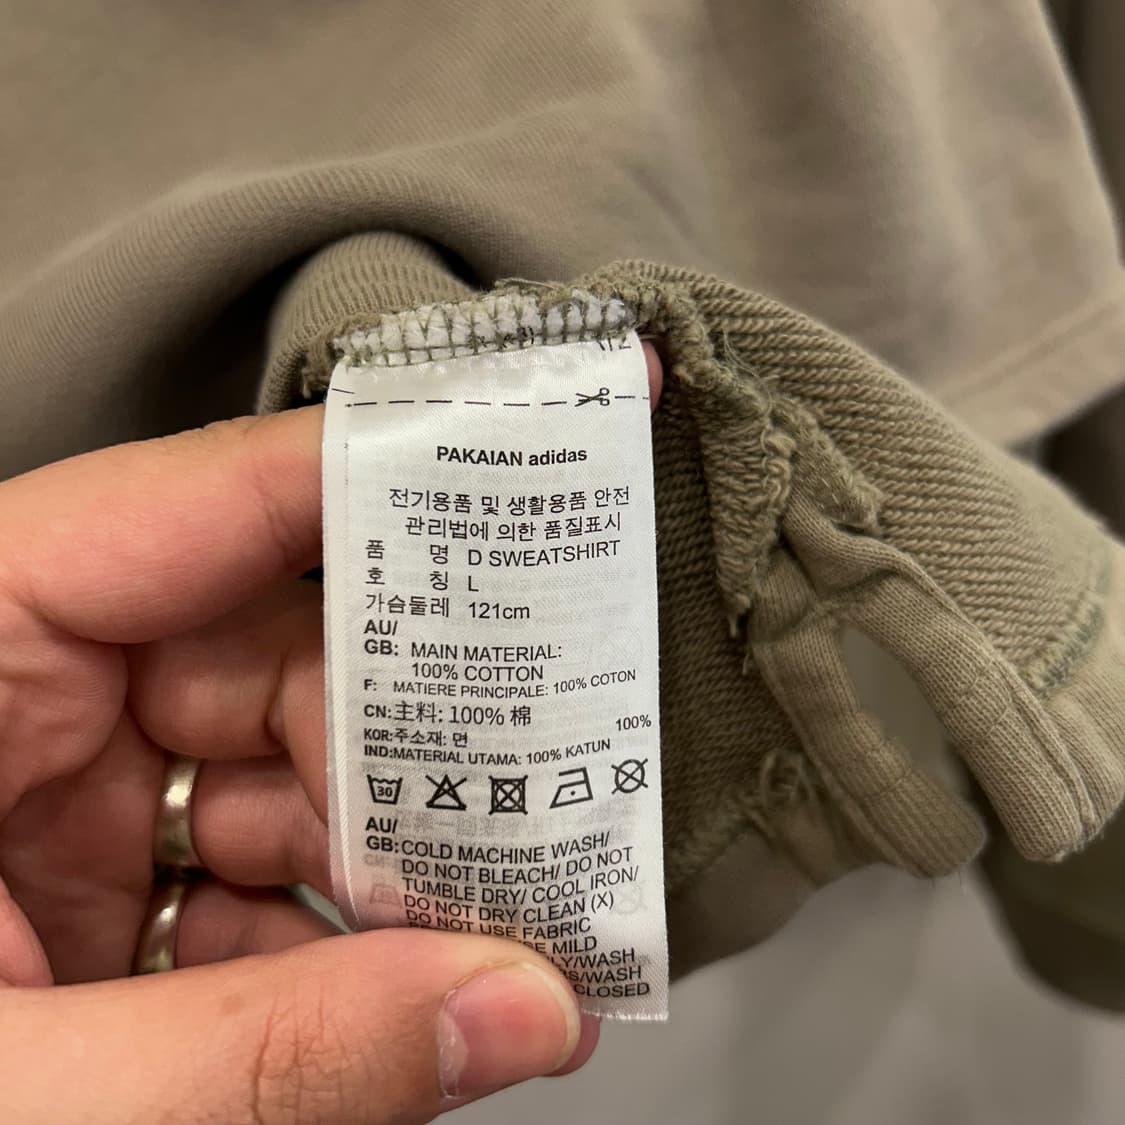 PAKAIAN adidas
전기용품 및 생활용품 안전
관리법에 의한 품질표시
품 명 D SWEATSHIRT
호 칭 L
가슴둘레 121cm
AU/
GB: MAIN MATERIAL:
100% COTTON
F: MATIERE PRINCIPALE: 100% COTON
CN:主料: 100% 棉
KOR:주소재: 면 100%
IND:MATERIAL UTAMA: 100% KATUN
30
AU/
GB:COLD MACHINE WASH/
DO NOT BLEACH/ DO NOT
TUMBLE DRY/ COOL IRON/
DO NOT DRY CLEAN (X)
DO NOT USE FABRIC
MILD
WASH
WASH
CLOSED